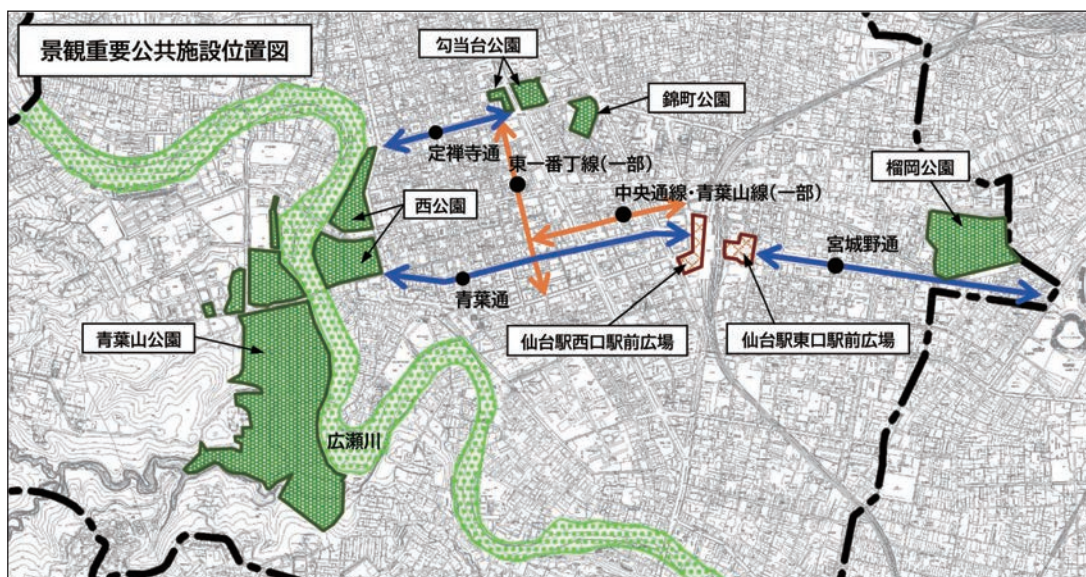 景観重要公共施設位置図
勾当台公園
錦町公園
定禅寺通
東一番丁線(一部)
榴岡公園
中央通線・青葉山線(一部)
西公園
宮城野通
青葉通
青葉山公園
仙台駅西口駅前広場
仙台駅東口駅前広場
広瀬川